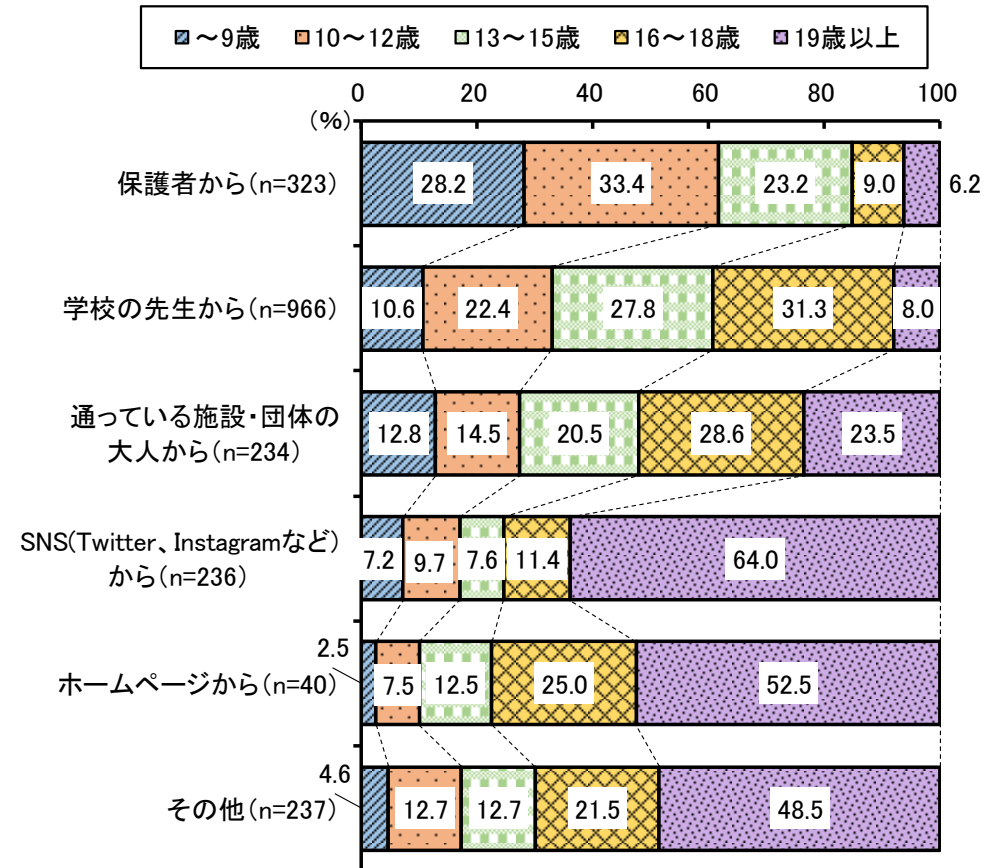 ～9歳 10～12歳 13～15歳 16～18歳 19歳以上
0 20 40 60 80 100
(%)
保護者から(n=323) 28.2 33.4 23.2 9.0 6.2
学校の先生から(n=966) 10.6 22.4 27.8 31.3 8.0
通っている施設・団体の
大人から(n=234) 12.8 14.5 20.5 28.6 23.5
SNS(Twitter、Instagramなど)
から(n=236) 7.2 9.7 7.6 11.4 64.0
ホームページから(n=40) 2.5 7.5 12.5 25.0 52.5
その他(n=237) 4.6 12.7 12.7 21.5 48.5